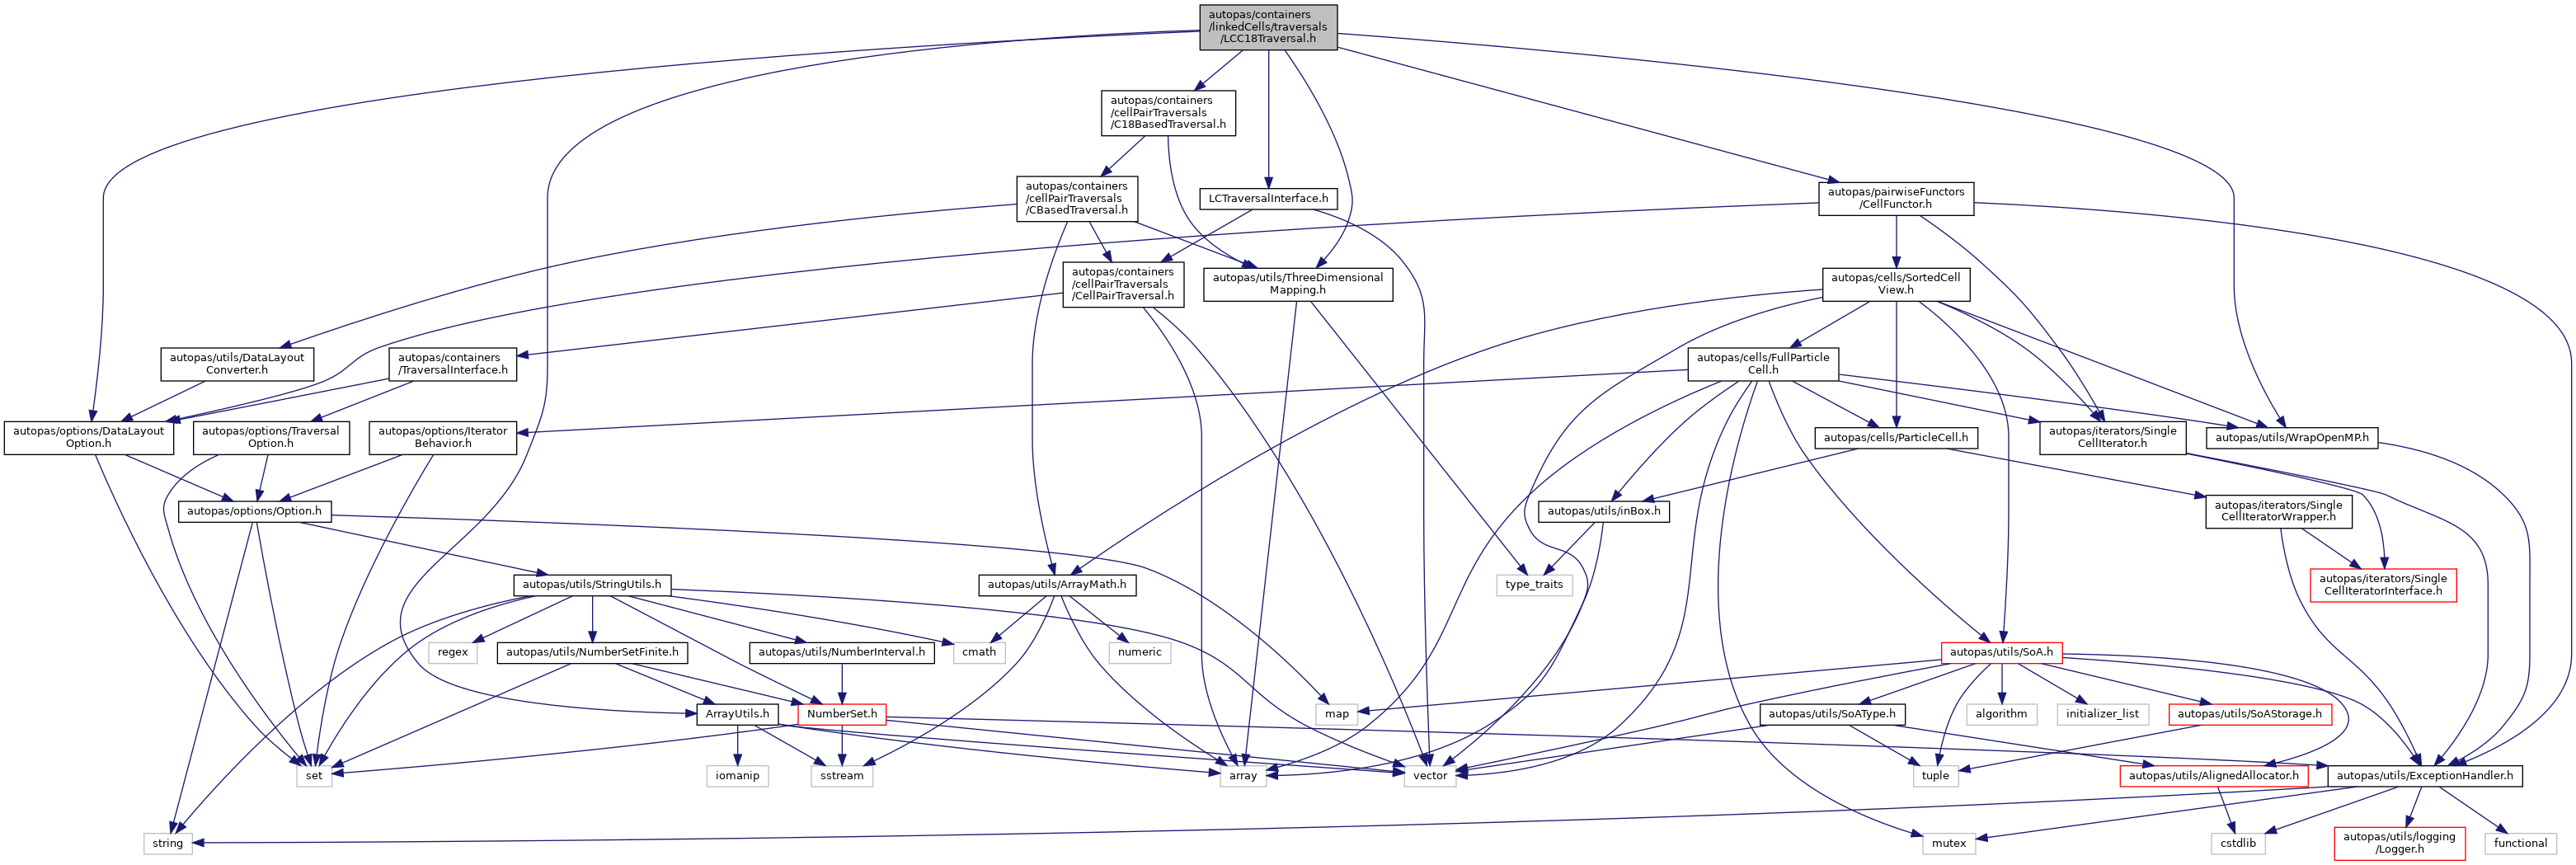 autopas/containers
/linkedCells/traversals
/LCC18Traversal.h
autopas/containers
/cellPairTraversals
/C18BasedTraversal.h
autopas/containers
/cellPairTraversals
/CBasedTraversal.h
LCTraversalInterface.h
autopas/pairwiseFunctors
/CellFunctor.h
autopas/containers
/cellPairTraversals
/CellPairTraversal.h
autopas/utils/ThreeDimensional
Mapping.h
autopas/cells/SortedCell
View.h
autopas/utils/DataLayout
Converter.h
autopas/containers
/TraversalInterface.h
autopas/cells/FullParticle
Cell.h
autopas/options/DataLayout
Option.h
autopas/options/Traversal
Option.h
autopas/options/Iterator
Behavior.h
autopas/cells/ParticleCell.h
autopas/iterators/Single
CellIterator.h
autopas/utils/WrapOpenMP.h
autopas/options/Option.h
autopas/utils/inBox.h
autopas/iterators/Single
CellIteratorWrapper.h
autopas/utils/StringUtils.h
autopas/utils/ArrayMath.h
type_traits
autopas/iterators/Single
CellIteratorInterface.h
regex
autopas/utils/NumberSetFinite.h
autopas/utils/NumberInterval.h
cmath
numeric
autopas/utils/SoA.h
ArrayUtils.h
NumberSet.h
map
autopas/utils/SoAType.h
algorithm
initializer_list
autopas/utils/SoAStorage.h
set
iomanip
sstream
array
vector
tuple
autopas/utils/AlignedAllocator.h
autopas/utils/ExceptionHandler.h
string
mutex
cstdlib
autopas/utils/logging
/Logger.h
functional